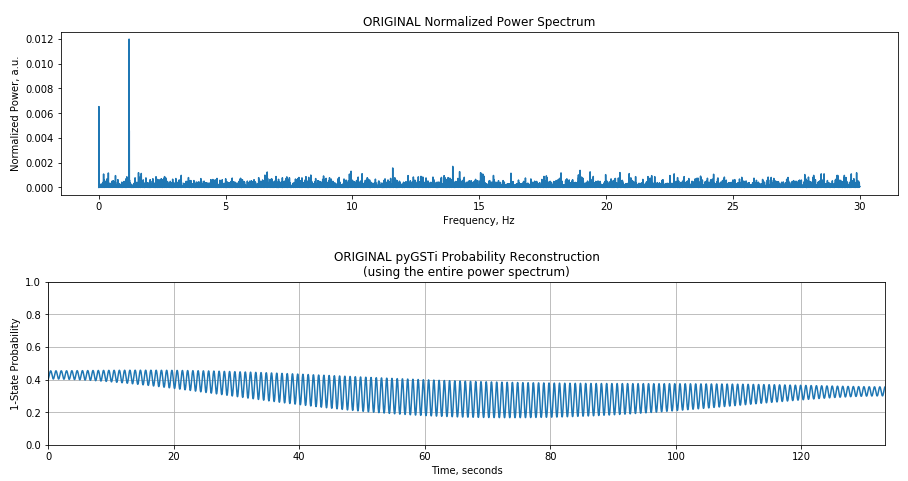 ORIGINAL Normalized Power Spectrum
0.012
0.010
0.008
0.006
0.004
0.002
0.000
Normalized Power, a.u.
0 5 10 15 20 25 30
Frequency, Hz
ORIGINAL pyGSTi Probability Reconstruction
(using the entire power spectrum)
1.0
0.8
0.6
0.4
0.2
0.0
1-State Probability
0 20 40 60 80 100 120
Time, seconds